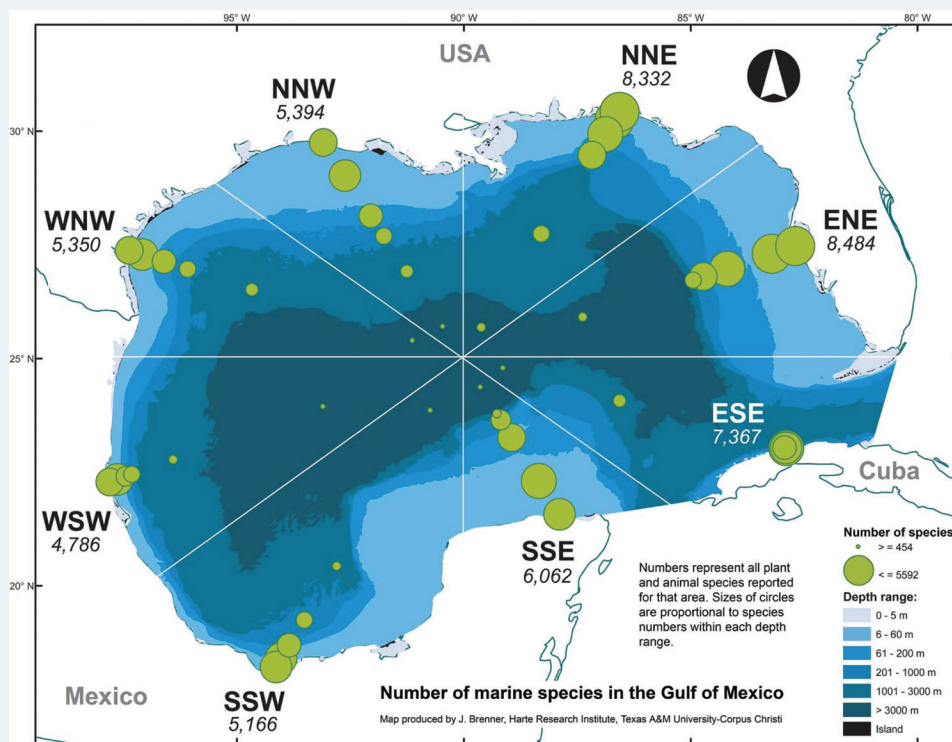 95° W
90° W
85° W
80° W
USA
NNE
8,332
NNW
5,394
30° N
WNW
5,350
ENE
8,484
25° N
ESE
7,367
Cuba
WSW
4,786
SSE
6,062
Number of species
> = 454
< = 5592
Numbers represent all plant
and animal species reported
for that area. Sizes of circles
are proportional to species
numbers within each depth
range.
Depth range:
0 - 5 m
6 - 60 m
61 - 200 m
201 - 1000 m
1001 - 3000 m
> 3000 m
Island
20° N
Mexico
SSW
5,166
Number of marine species in the Gulf of Mexico
Map produced by J. Brenner, Harte Research Institute, Texas A&M University-Corpus Christi